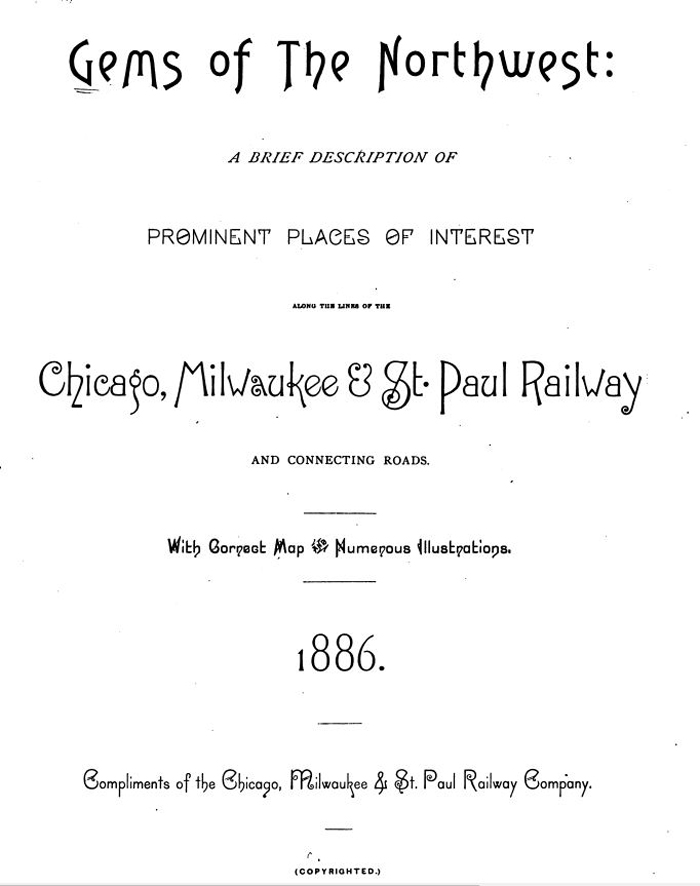 Gems of The Northwest:
A BRIEF DESCRIPTION OF
PROMINENT PLACES OF INTEREST
ALONG THE LINES OF THE
Chicago, Milwaukee & St. Paul Railway
AND CONNECTING ROADS.
With Correct Map & Numerous Illustrations.
1886.
Compliments of the Chicago, Milwaukee & St. Paul Railway Company.
(COPYRIGHTED.)